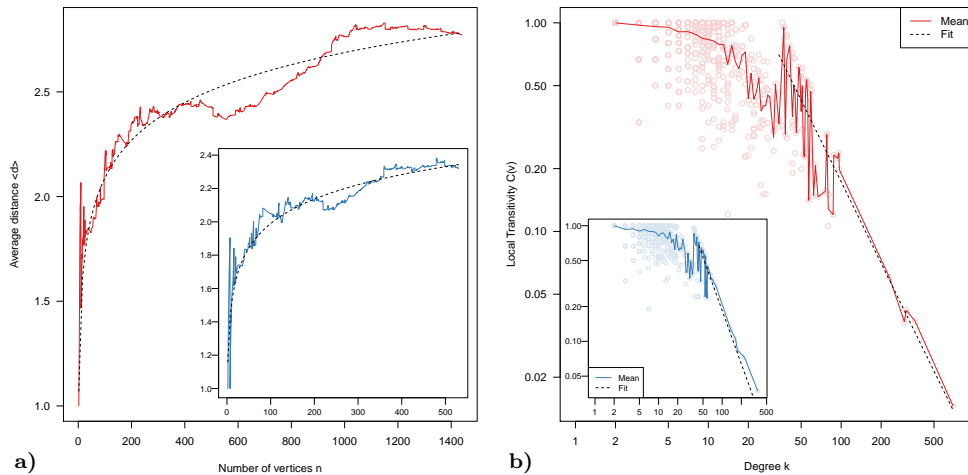 Average distance <d>
2.5
2.0
1.5
1.0
2.4
2.2
2.0
1.8
1.6
1.4
1.2
1.0
0 100 200 300 400 500
0 200 400 600 800 1000 1200 1400
Number of vertices n
a)
Local Transitivity C(v)
1.00
0.50
0.20
0.10
0.05
0.02
Mean
Fit
1.00
0.50
0.20
0.10
0.05
Mean
Fit
1 2 5 10 20 50 100 500
1 2 5 10 20 50 100 200 500
Degree k
b)